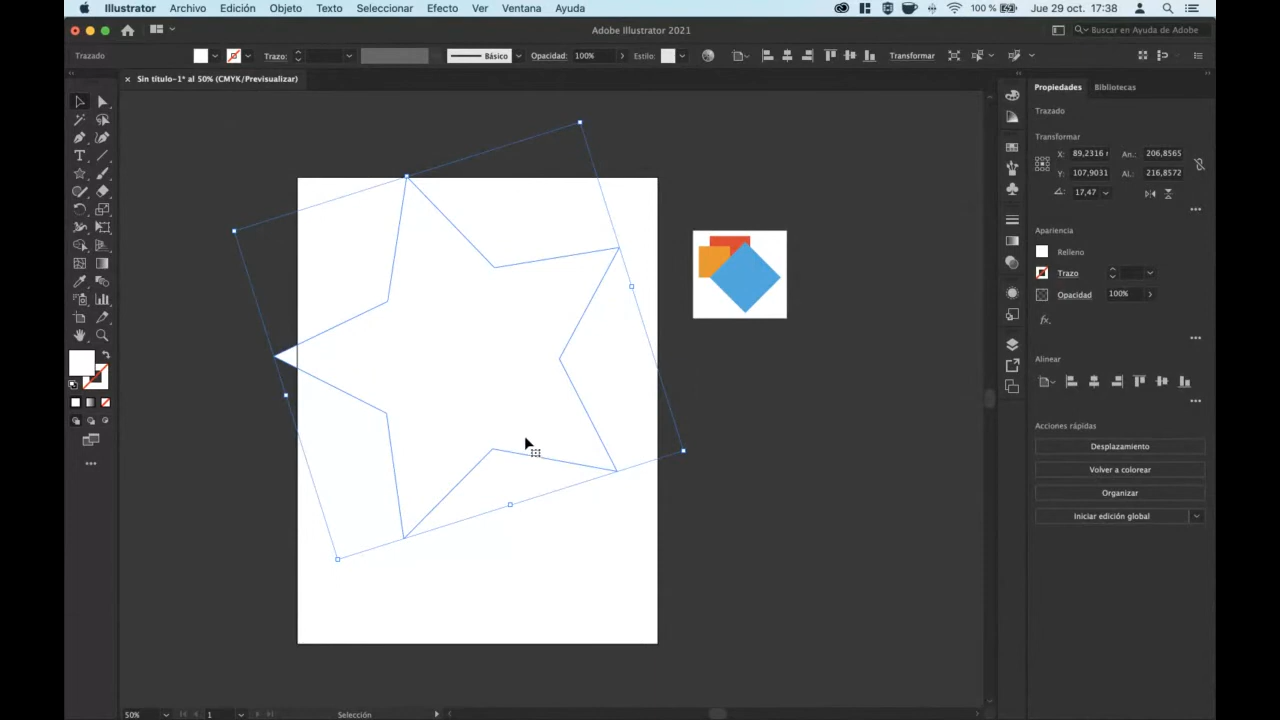 Illustrator Archivo Edición Objeto Texto Seleccionar Efecto Ver Ventana Ayuda 100 % Jue 29 oct. 17:38
Adobe Illustrator 2021 Buscar en Ayuda de Adobe
Trazado Trazo: Básico Opacidad: 100% Estilo: Transformar
× Sin título-1* al 50% (CMYK/Previsualizar)
Propiedades Bibliotecas
Trazado
Transformar
X: 89,2316 An.: 206,8565
Y: 107,9031 Al.: 216,8572
17,47
Apariencia
Relleno
Trazo
Opacidad 100%
fx.
Alinear
Acciones rápidas
Desplazamiento
Volver a colorear
Organizar
Iniciar edición global
50% 1 Selección